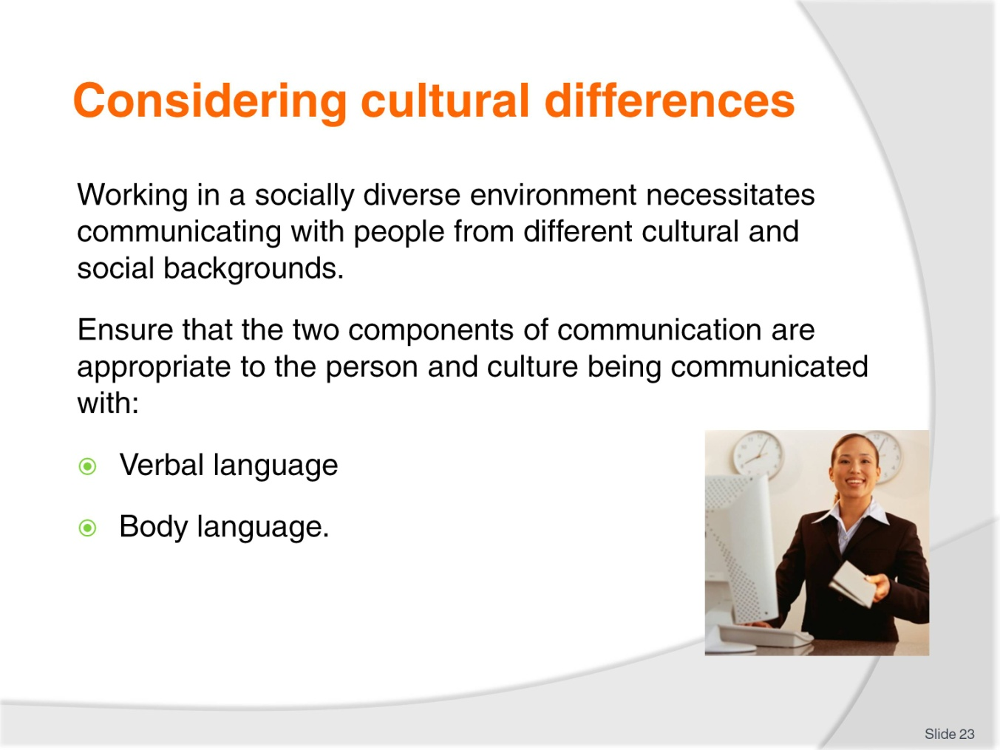 Considering cultural differences
Working in a socially diverse environment necessitates
communicating with people from different cultural and
social backgrounds.
Ensure that the two components of communication are
appropriate to the person and culture being communicated
with:
Verbal language
Body language.
Slide 23